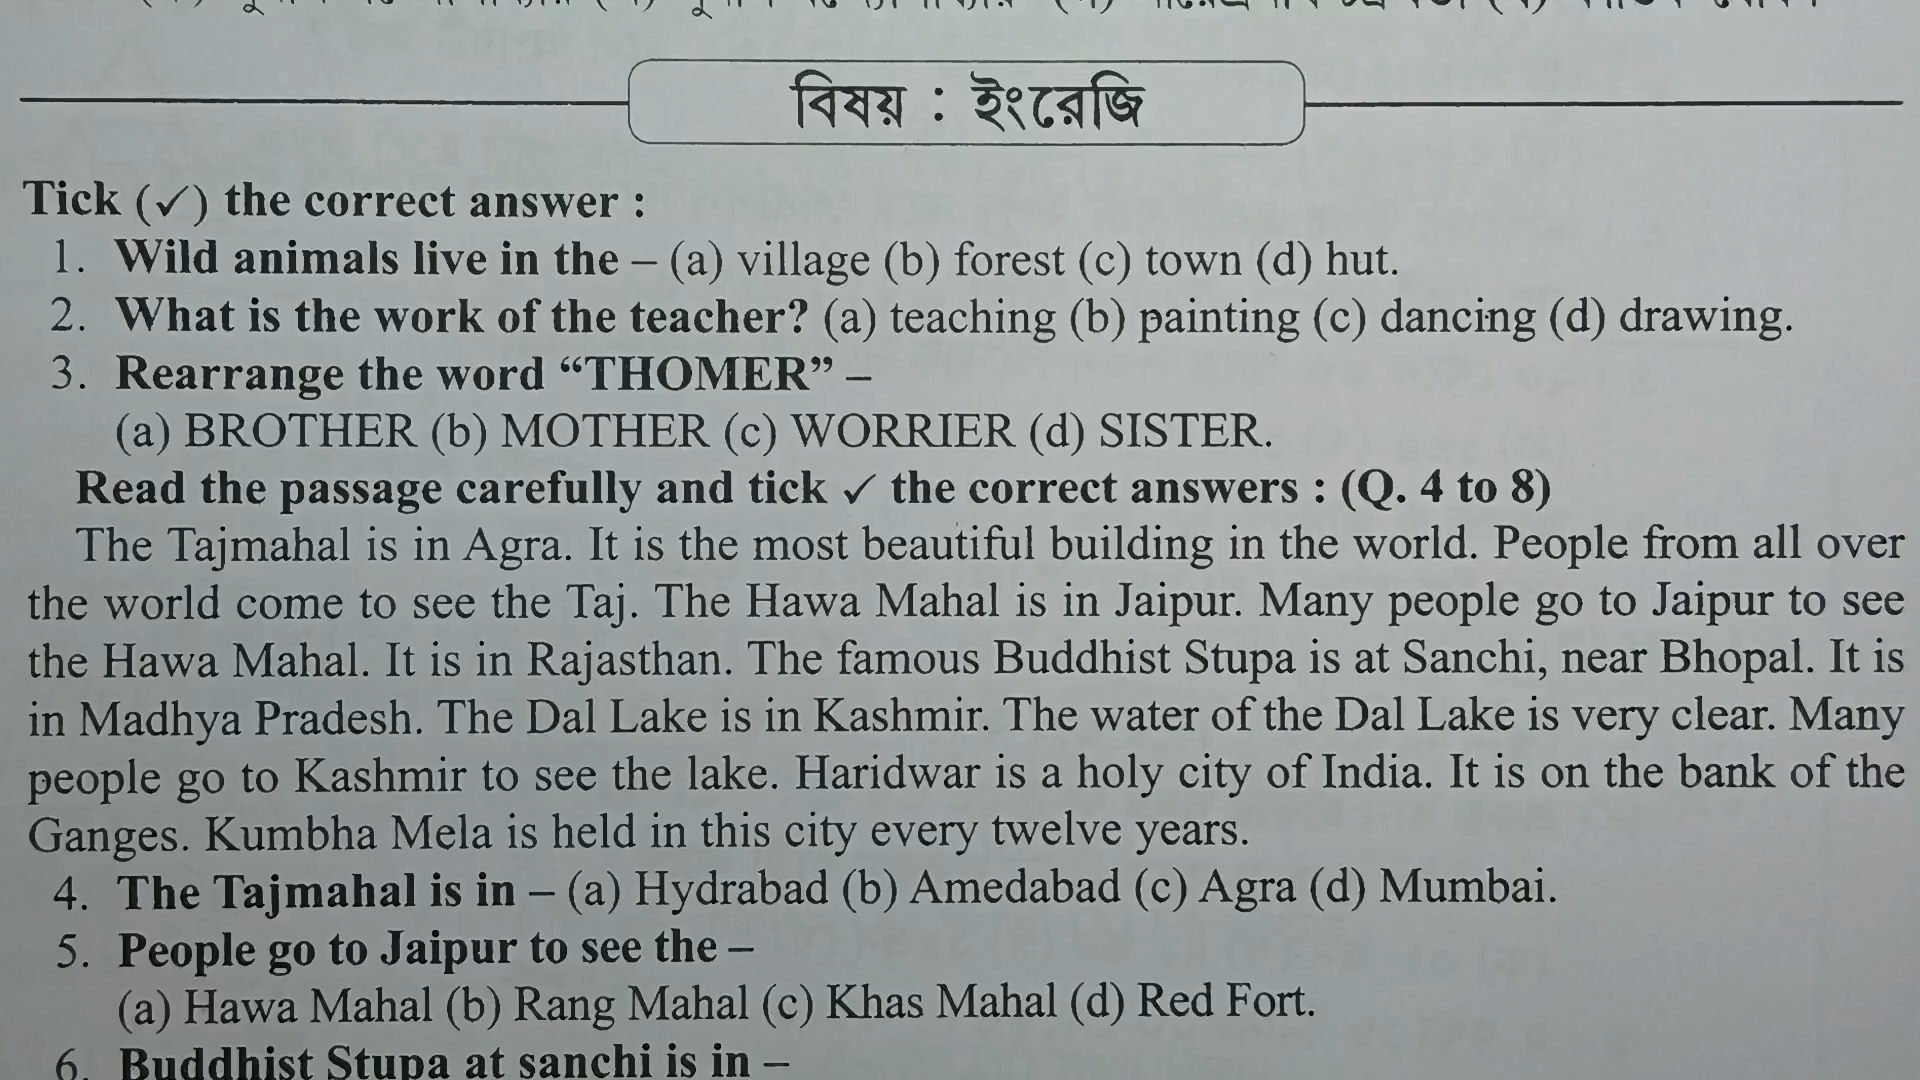 বিষয় : ইংরেজি
Tick (✓) the correct answer :
1. Wild animals live in the – (a) village (b) forest (c) town (d) hut.
2. What is the work of the teacher? (a) teaching (b) painting (c) dancing (d) drawing.
3. Rearrange the word “THOMER” –
(a) BROTHER (b) MOTHER (c) WORRIER (d) SISTER.
Read the passage carefully and tick ✓ the correct answers : (Q. 4 to 8)
The Tajmahal is in Agra. It is the most beautiful building in the world. People from all over
the world come to see the Taj. The Hawa Mahal is in Jaipur. Many people go to Jaipur to see
the Hawa Mahal. It is in Rajasthan. The famous Buddhist Stupa is at Sanchi, near Bhopal. It is
in Madhya Pradesh. The Dal Lake is in Kashmir. The water of the Dal Lake is very clear. Many
people go to Kashmir to see the lake. Haridwar is a holy city of India. It is on the bank of the
Ganges. Kumbha Mela is held in this city every twelve years.
4. The Tajmahal is in – (a) Hydrabad (b) Amedabad (c) Agra (d) Mumbai.
5. People go to Jaipur to see the –
(a) Hawa Mahal (b) Rang Mahal (c) Khas Mahal (d) Red Fort.
6. Buddhist Stupa at sanchi is in –